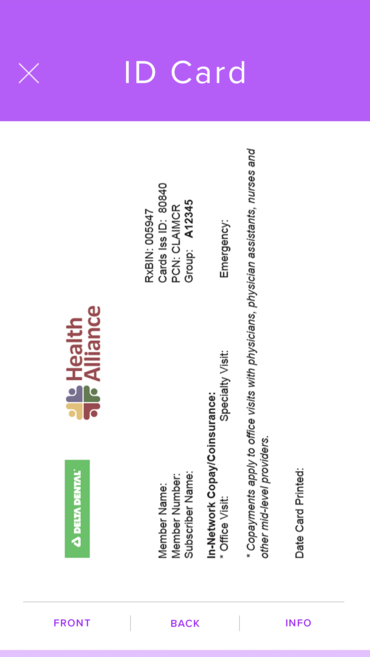 ID Card
DELTA DENTAL
Health
Alliance
RxBIN: 005947
Cards Iss ID: 80840
PCN: CLAIMCR
Group: A12345
Member Name:
Member Number:
Subscriber Name:
In-Network Copay/Coinsurance:
* Office Visit: Specialty Visit: Emergency:
* Copayments apply to office visits with physicians, physician assistants, nurses and
other mid-level providers.
Date Card Printed:
FRONT BACK INFO